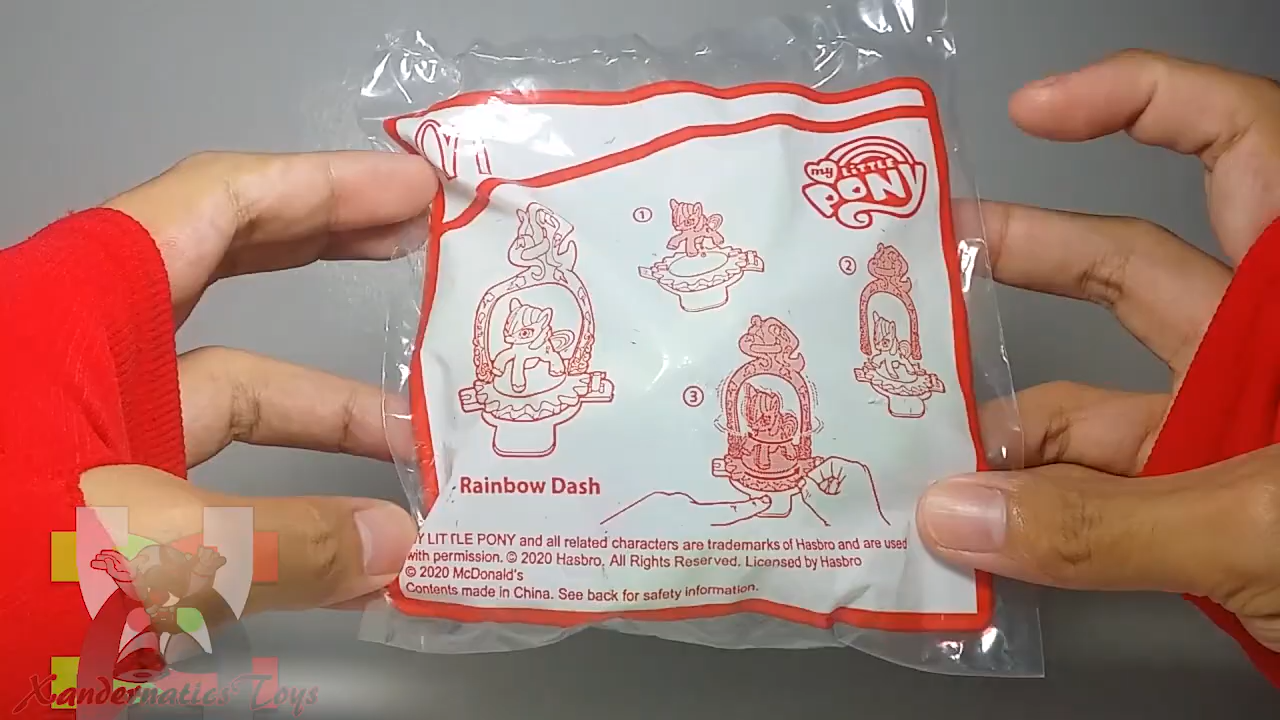 my LITTLE
PONY
1
2
3
Rainbow Dash
Y LITTLE PONY and all related characters are trademarks of Hasbro and are used
with permission. © 2020 Hasbro. All Rights Reserved. Licensed by Hasbro
© 2020 McDonald's
Contents made in China. See back for safety information.
Xandernatics Toys